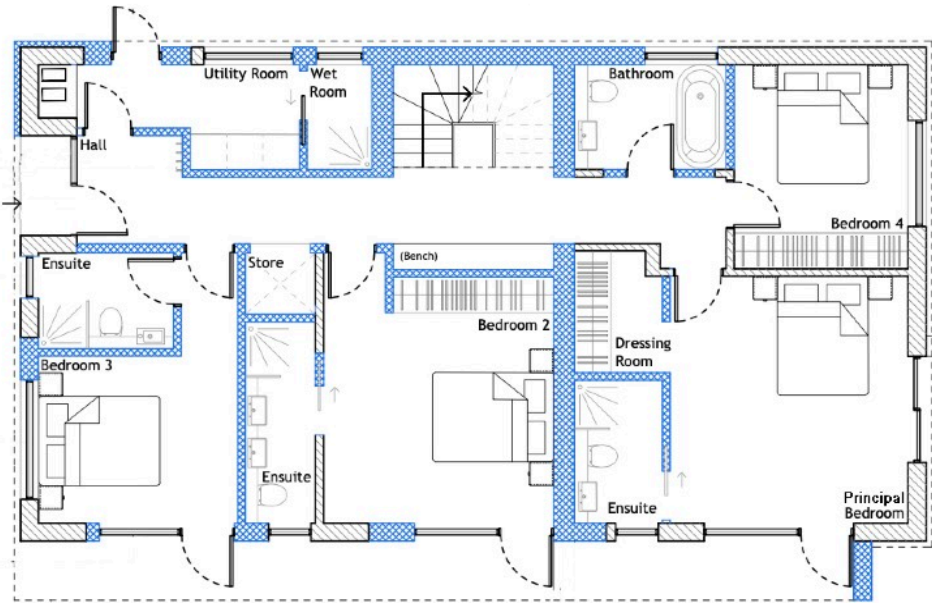 Utility Room
Wet
Room
Bathroom
Hall
Bedroom 4
Ensuite
Store
(Bench)
Bedroom 2
Dressing
Room
Bedroom 3
Ensuite
Ensuite
Principal
Bedroom